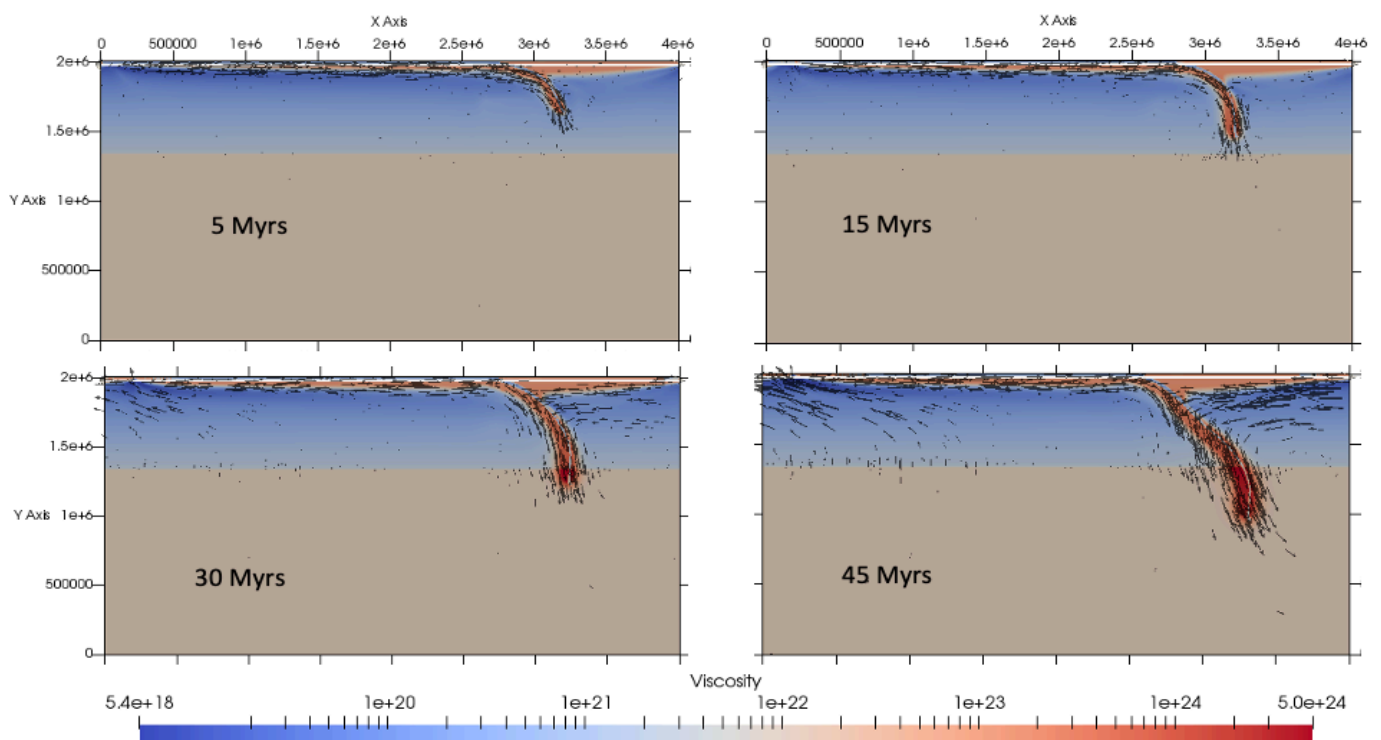 X Axis
X Axis
0 500000 1e+6 1.5e+6 2e+6 2.5e+6 3e+6 3.5e+6 4e+6
0 500000 1e+6 1.5e+6 2e+6 2.5e+6 3e+6 3.5e+6 4e+6
2e+6
1.5e+6
Y Axis 1e+6
500000
0
5 Myrs
15 Myrs
2e+6
1.5e+6
Y Axis 1e+6
500000
0
30 Myrs
45 Myrs
Viscosity
5.4e+18 1e+20 1e+21 1e+22 1e+23 1e+24 5.0e+24